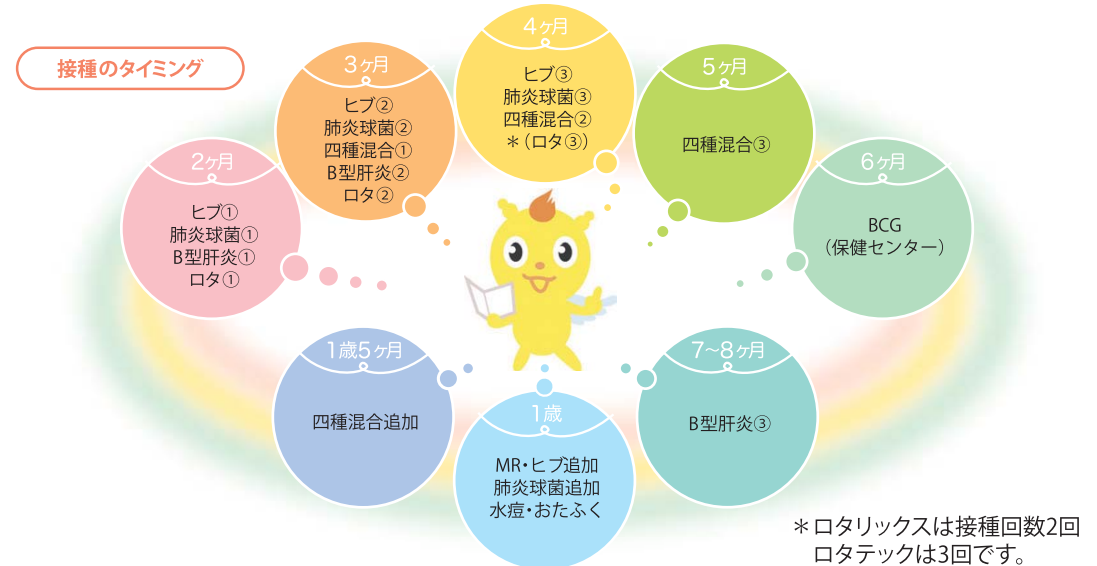 接種のタイミング
2ヶ月
ヒブ①
肺炎球菌①
B型肝炎①
ロタ①
3ヶ月
ヒブ②
肺炎球菌②
四種混合①
B型肝炎②
ロタ②
4ヶ月
ヒブ③
肺炎球菌③
四種混合②
＊（ロタ③）
5ヶ月
四種混合③
6ヶ月
BCG
（保健センター）
7〜8ヶ月
B型肝炎③
1歳
MR・ヒブ追加
肺炎球菌追加
水痘・おたふく
1歳5ヶ月
四種混合追加
＊ロタリックスは接種回数2回
ロタテックは3回です。